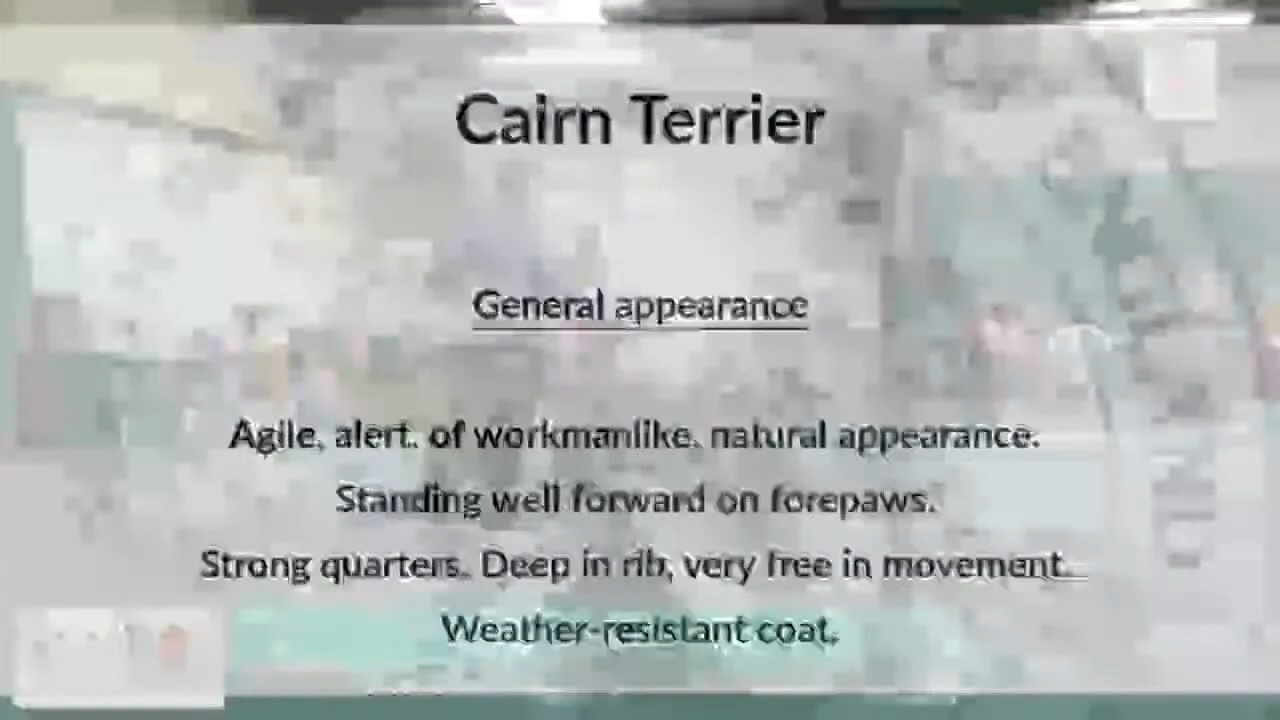 Cairn Terrier
General appearance
Agile, alert, of workmanlike, natural appearance.
Standing well forward on forepaws.
Strong quarters. Deep in rib, very free in movement.
Weather-resistant coat.